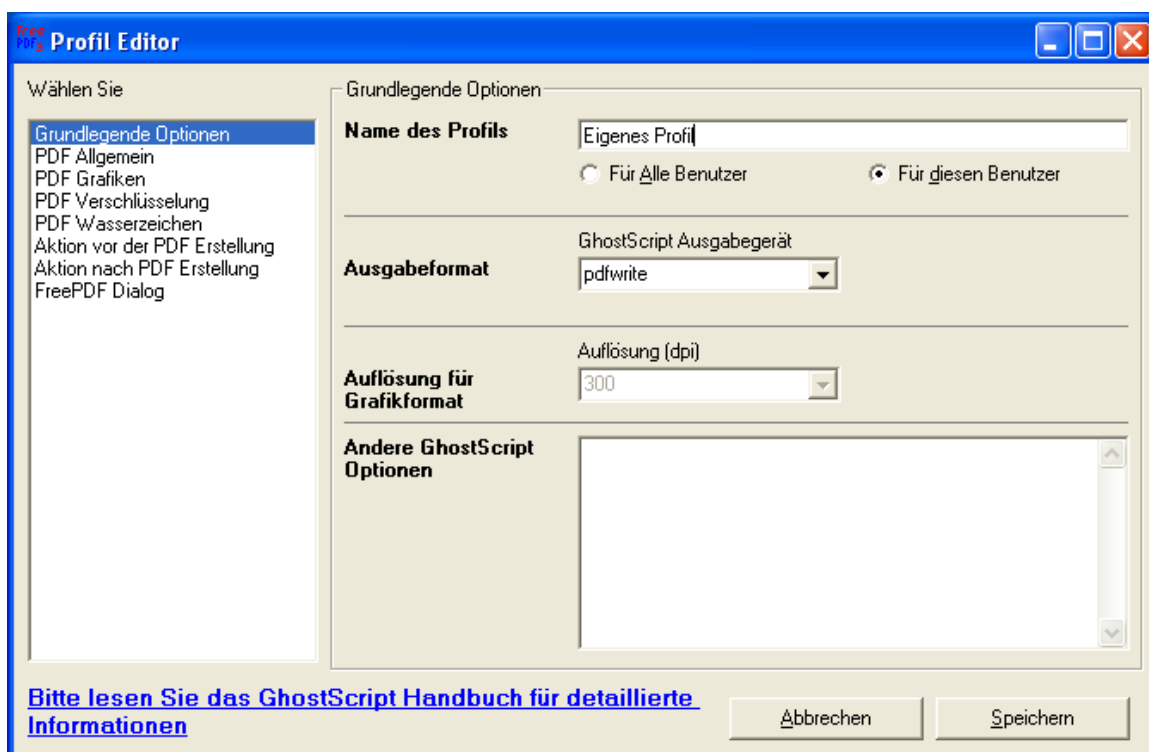 Free
PDF3
Profil Editor
Wählen Sie
Grundlegende Optionen
PDF Allgemein
PDF Grafiken
PDF Verschlüsselung
PDF Wasserzeichen
Aktion vor der PDF Erstellung
Aktion nach PDF Erstellung
FreePDF Dialog
Grundlegende Optionen
Name des Profils
Eigenes Profil
Für Alle Benutzer
Für diesen Benutzer
GhostScript Ausgabegerät
Ausgabeformat
pdfwrite
Auflösung (dpi)
Auflösung für
Grafikformat
300
Andere GhostScript
Optionen
Bitte lesen Sie das GhostScript Handbuch für detaillierte
Informationen
Abbrechen
Speichern